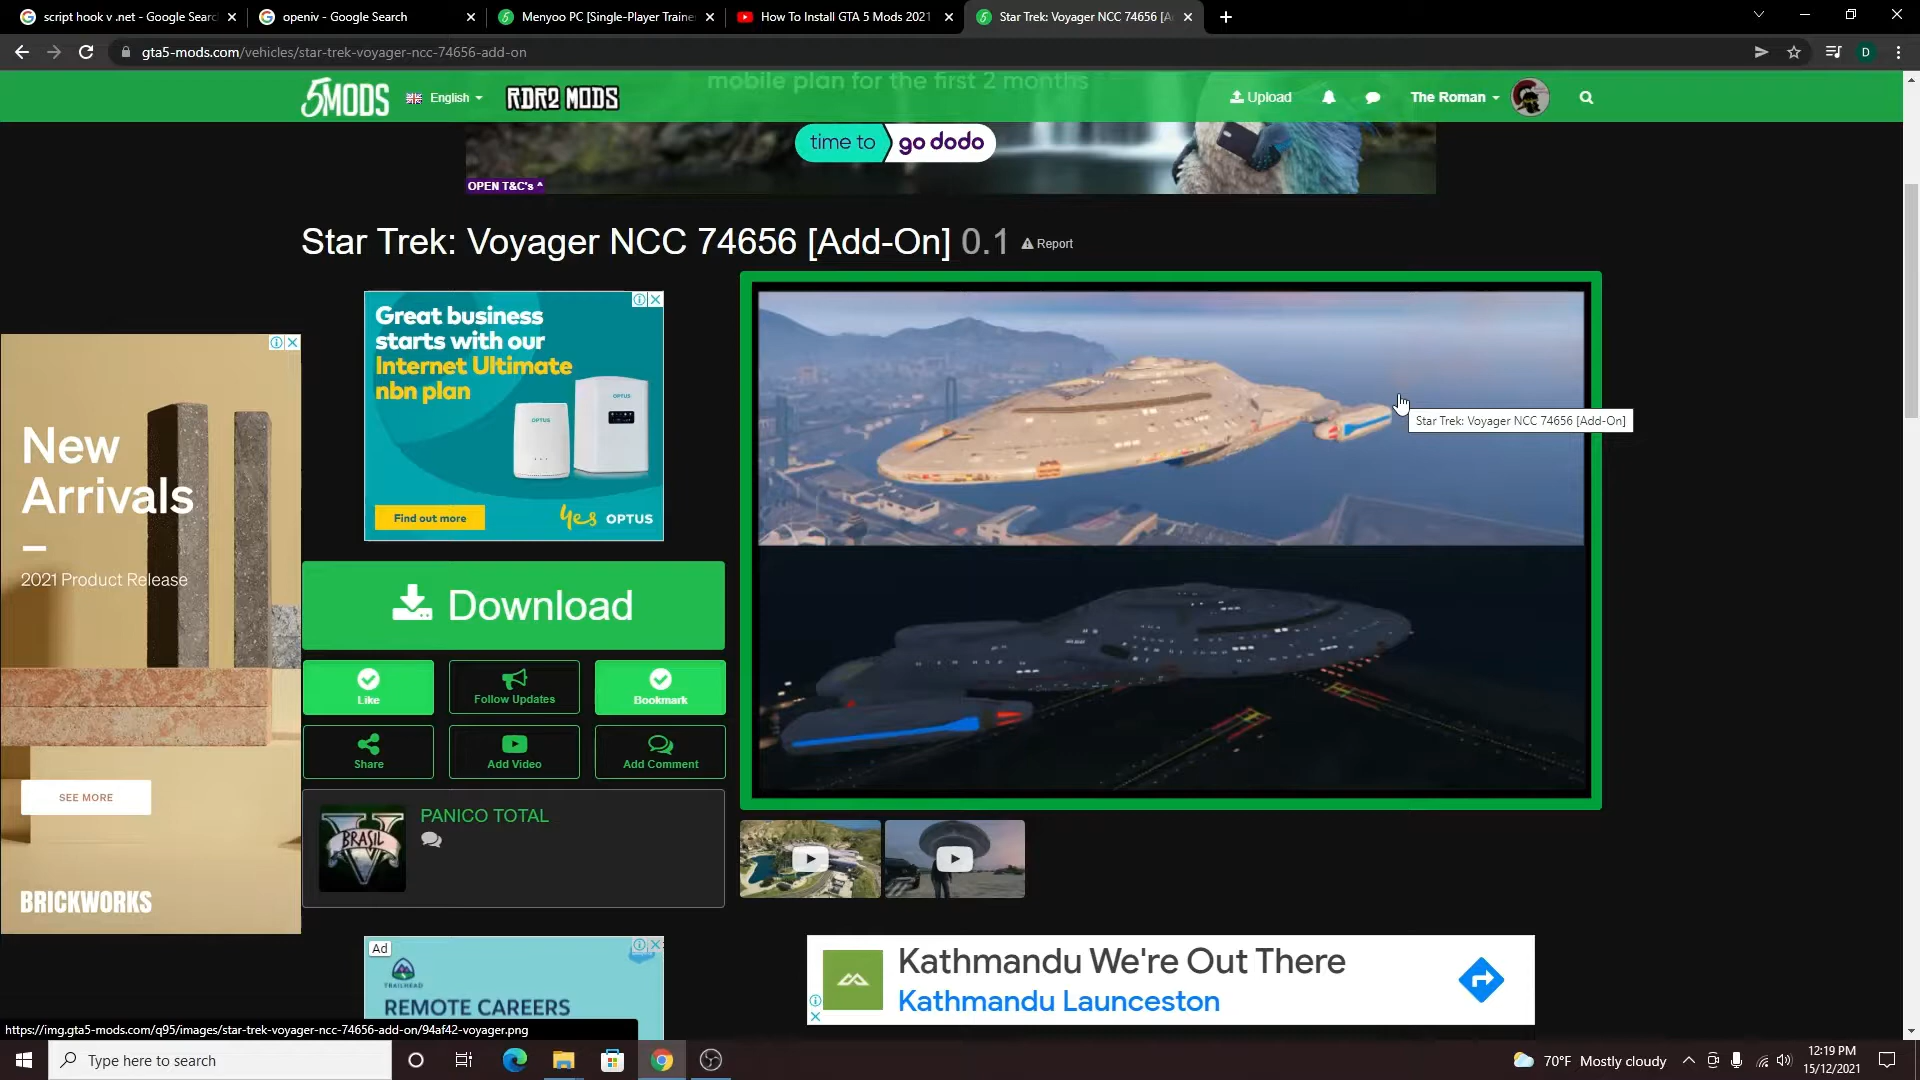 script hook v .net - Google Searc
openiv - Google Search
Menyoo PC [Single-Player Traine
How To Install GTA 5 Mods 2021
Star Trek: Voyager NCC 74656 [A
gta5-mods.com/vehicles/star-trek-voyager-ncc-74656-add-on
D
mobile plan for the first 2 months
5MODS
English
RDR2 MODS
Upload
The Roman
time to go dodo
OPEN T&C's ^
Star Trek: Voyager NCC 74656 [Add-On] 0.1
Report
Great business
starts with our
Internet Ultimate
nbn plan
OPTUS
OPTUS
Find out more
Yes OPTUS
Star Trek: Voyager NCC 74656 [Add-On]
New
Arrivals
2021 Product Release
SEE MORE
BRICKWORKS
Download
Like
Follow Updates
Bookmark
Share
Add Video
Add Comment
BRASIL
V
PANICO TOTAL
Ad
TRAILHEAD
REMOTE CAREERS
Kathmandu We're Out There
Kathmandu Launceston
https://img.gta5-mods.com/q95/images/star-trek-voyager-ncc-74656-add-on/94af42-voyager.png
Type here to search
70°F Mostly cloudy
12:19 PM
15/12/2021